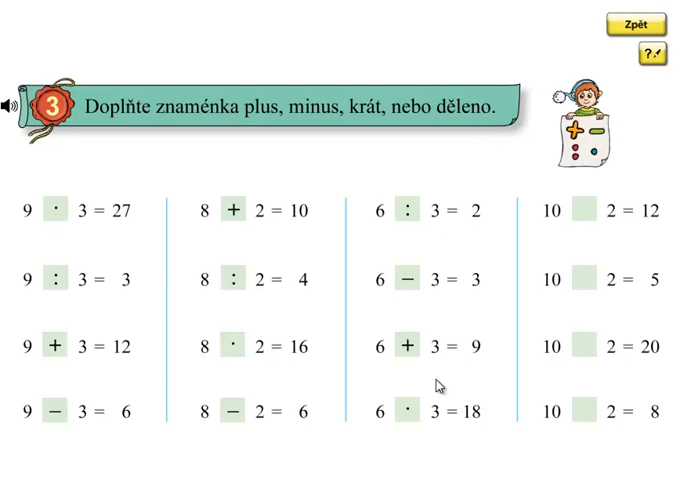 Zpět
?
3
Doplňte znaménka plus, minus, krát, nebo děleno.
+ −
: ·
9 · 3 = 27 8 + 2 = 10 6 : 3 = 2 10 2 = 12
9 : 3 = 3 8 : 2 = 4 6 − 3 = 3 10 2 = 5
9 + 3 = 12 8 · 2 = 16 6 + 3 = 9 10 2 = 20
9 − 3 = 6 8 − 2 = 6 6 · 3 = 18 10 2 = 8